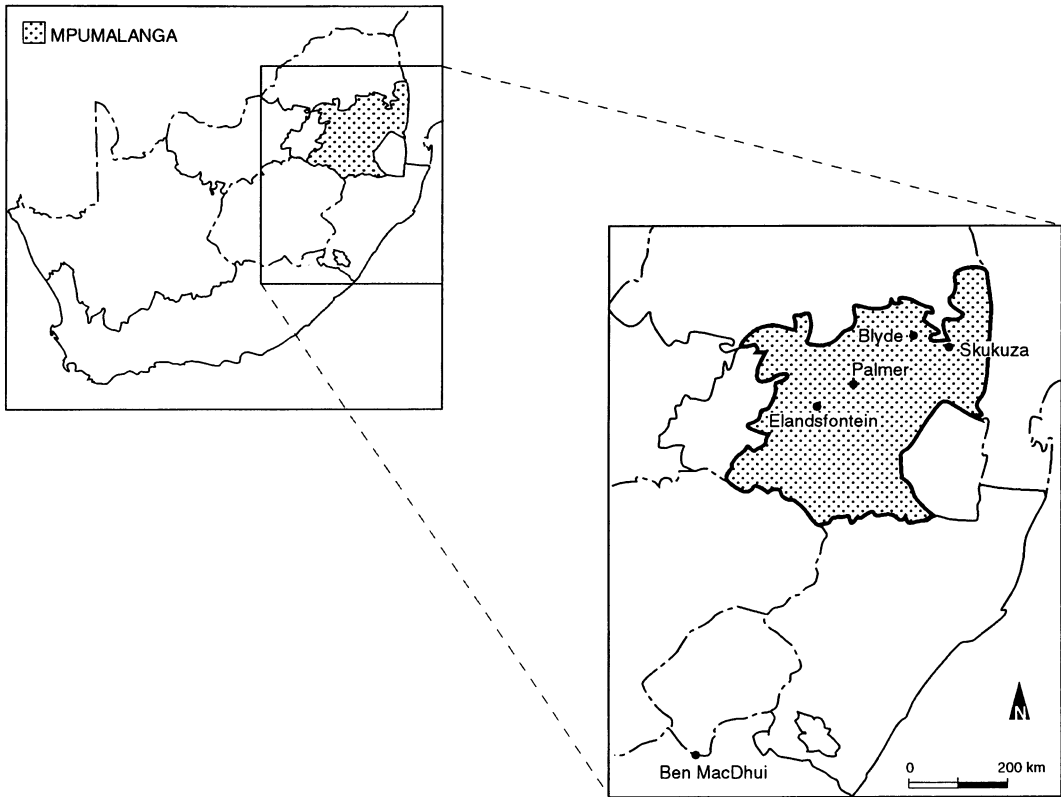 MPUMALANGA
Blyde
Skukuza
Palmer
Elandsfontein
Ben MacDhui
N
0 200 km